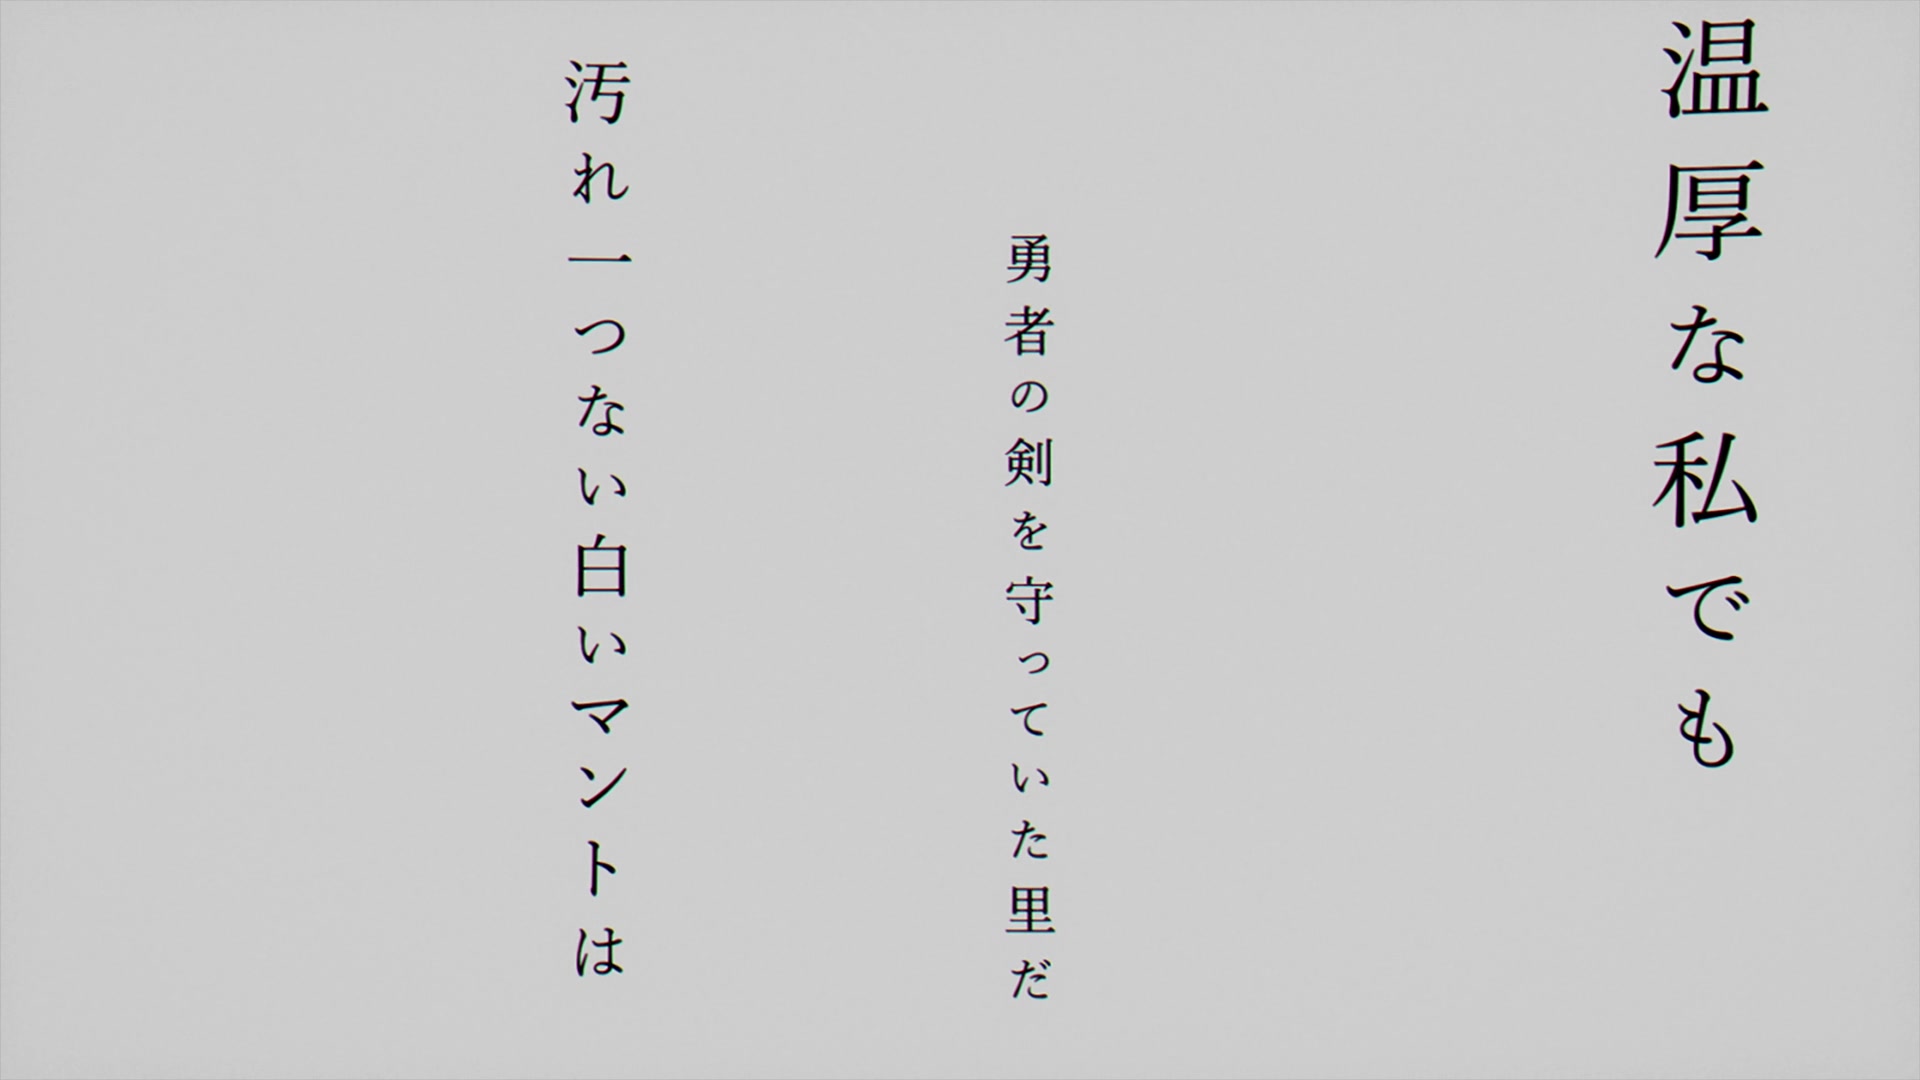 温厚な私でも
勇者の剣を守っていた里だ
汚れ一つない白いマントは